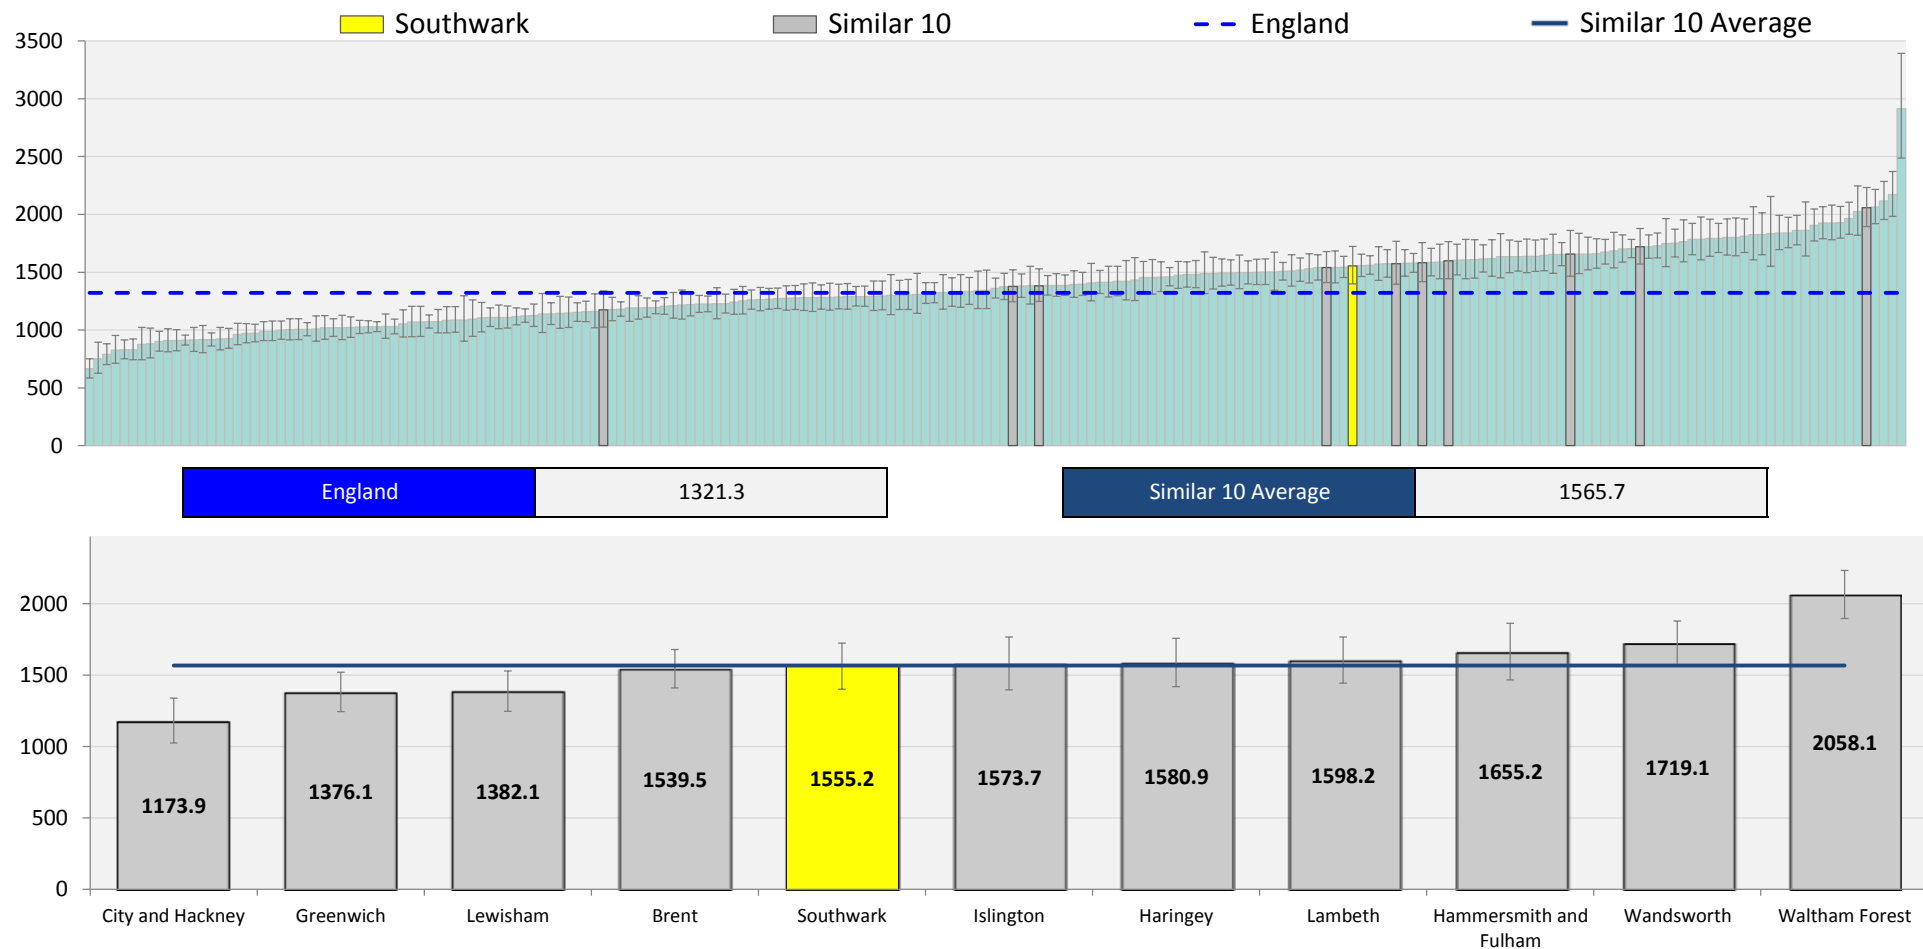 Southwark Similar 10 England Similar 10 Average
3500
3000
2500
2000
1500
1000
500
0
England 1321.3 Similar 10 Average 1565.7
2000
1500
1000
500
0
1173.9 1376.1 1382.1 1539.5 1555.2 1573.7 1580.9 1598.2 1655.2 1719.1 2058.1
City and Hackney Greenwich Lewisham Brent Southwark Islington Haringey Lambeth Hammersmith and Wandsworth Waltham Forest
Fulham